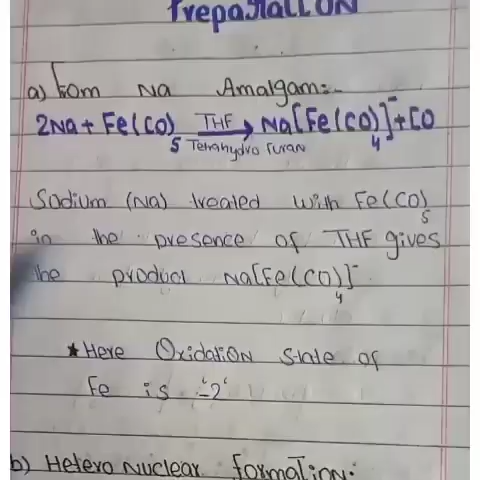 Preparation
a) From Na Amalgam:-
2Na + Fe(CO)₅ THF→ Na[Fe(CO)₄]⁻ + CO
Tetrahydro furan
Sodium (Na) treated with Fe(CO)₅
in the presence of THF gives
the product Na[Fe(CO)₄]⁻
* Here Oxidation state of
Fe is '-2'
b) Hetero Nuclear formation: